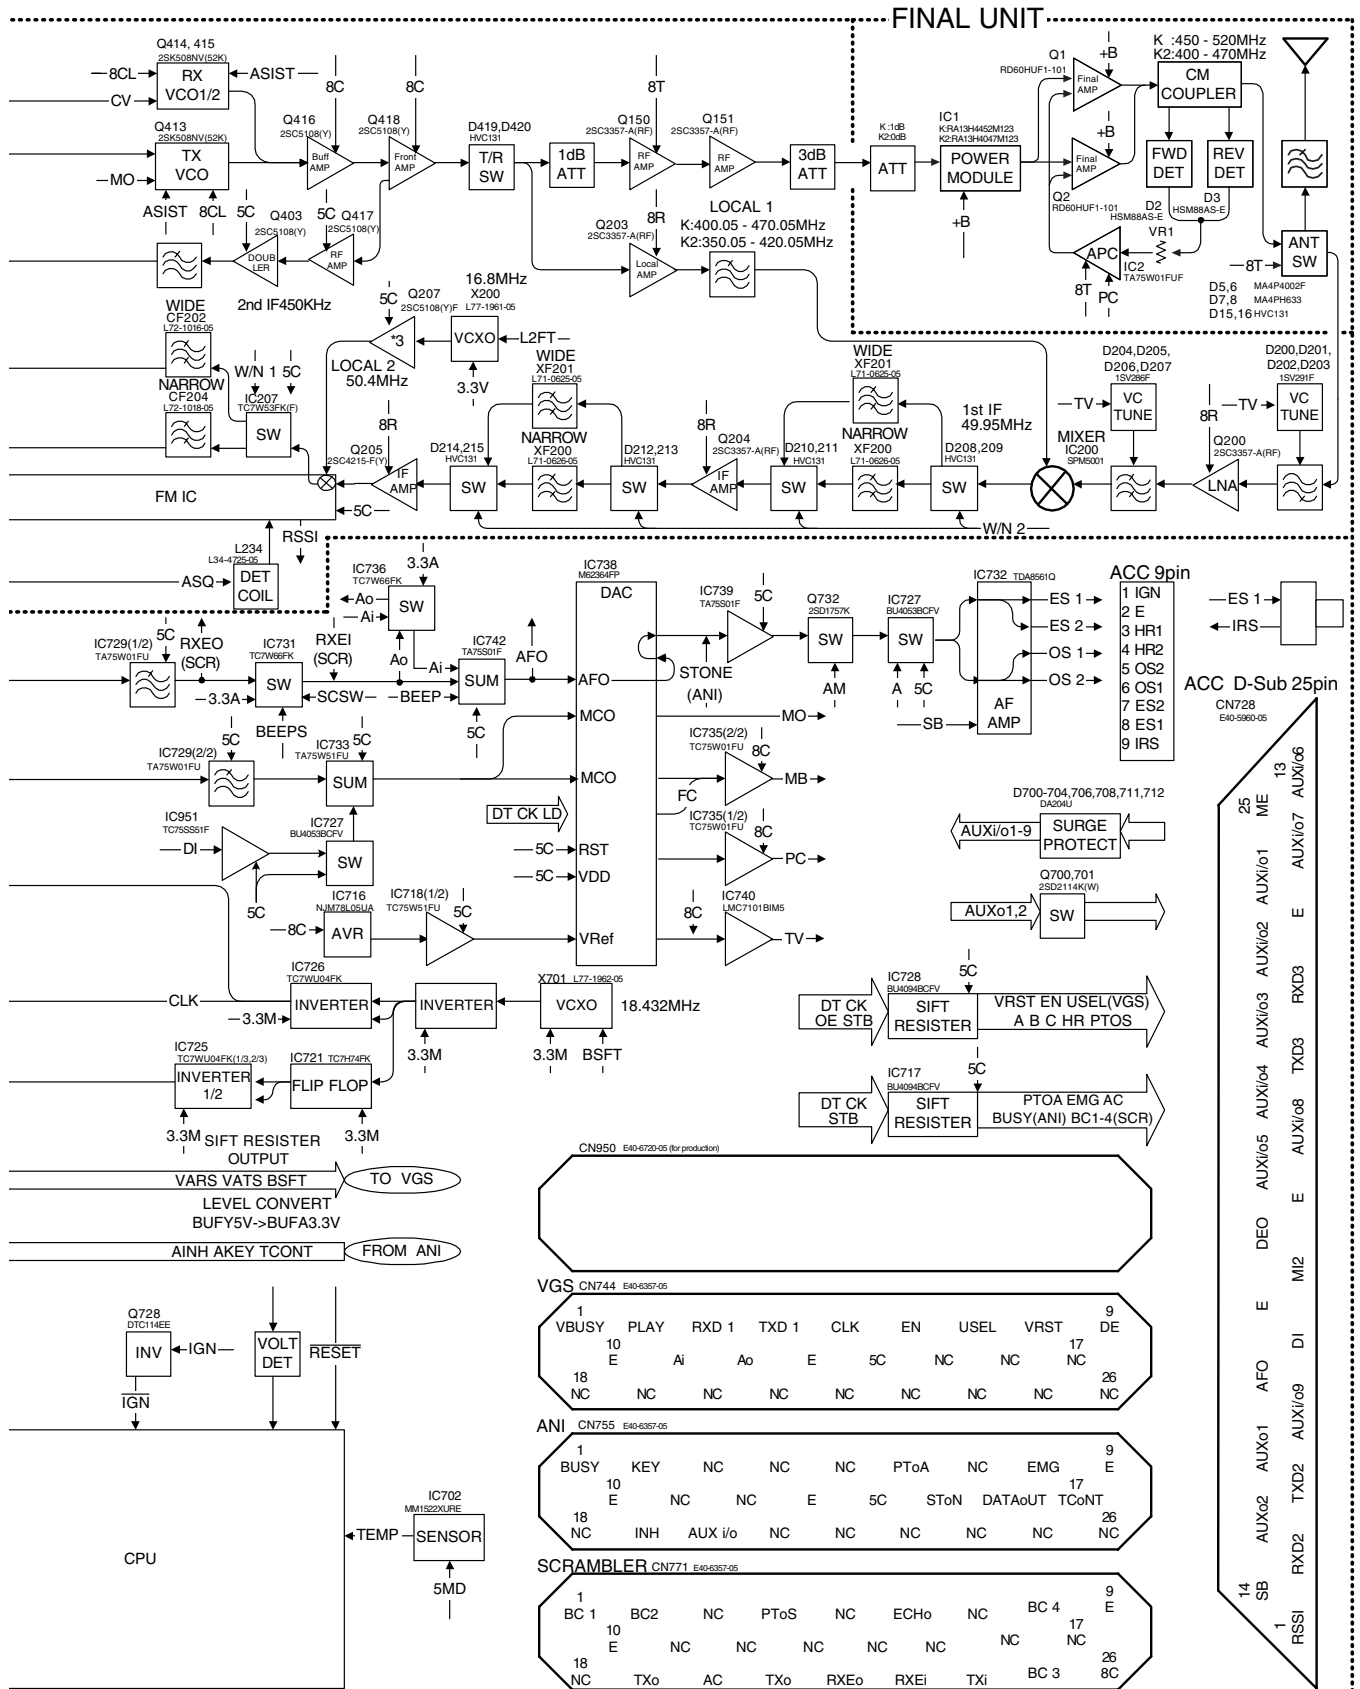 FINAL UNIT
Q414, 415
2SK508NV(52K)
8CL
RX
VCO1/2
ASIST
CV
8C
8C
Q413
2SK508NV(52K)
TX
VCO
MO
ASIST
8CL
Q416
2SC5108(Y)
Buff
AMP
Q418
2SC5108(Y)
Front
AMP
D419,D420
HVC131
T/R
SW
1dB
ATT
8T
Q150
2SC3357-A(RF)
RF
AMP
Q151
2SC3357-A(RF)
RF
AMP
3dB
ATT
K :1dB
K2:0dB
ATT
IC1
K:RA13H4452M123
K2:RA13H4047M123
POWER
MODULE
+B
Q1
RD60HUF1-101
+B
Final
AMP
+B
Final
AMP
Q2
RD60HUF1-101
K :450 - 520MHz
K2:400 - 470MHz
CM
COUPLER
FWD
DET
REV
DET
D2
HSM88AS-E
D3
HSM88AS-E
VR1
APC
IC2
TA75W01FUF
8T
PC
8T
ANT
SW
D5,6 MA4P4002F
D7,8 MA4PH633
D15,16 HVC131
5C
Q403
2SC5108(Y)
DOUB
LER
5C
Q417
2SC5108(Y)
RF
AMP
8R
Q203
2SC3357-A(RF)
Local
AMP
LOCAL 1
K:400.05 - 470.05MHz
K2:350.05 - 420.05MHz
2nd IF450KHz
WIDE
CF202
L72-1016-05
NARROW
CF204
L72-1018-05
W/N 1
5C
IC207
TC7W53FK(F)
SW
5C
Q207
2SC5108(Y)F
*3
LOCAL 2
50.4MHz
16.8MHz
X200
L77-1961-05
VCXO
L2FT
3.3V
WIDE
XF201
L71-0625-05
NARROW
XF200
L71-0626-05
WIDE
XF201
L71-0625-05
NARROW
XF200
L71-0626-05
1st IF
49.95MHz
8R
Q205
2SC4215-F(Y)
IF
AMP
D214,215
HVC131
SW
D212,213
HVC131
SW
8R
Q204
2SC3357-A(RF)
IF
AMP
D210,211
HVC131
SW
D208,209
HVC131
SW
MIXER
IC200
SPM5001
D204,D205,
D206,D207
1SV286F
TV
VC
TUNE
8R
Q200
2SC3357-A(RF)
LNA
D200,D201,
D202,D203
1SV291F
TV
VC
TUNE
W/N 2
FM IC
5C
RSSI
L234
L34-4725-05
ASQ
DET
COIL
IC729(1/2)
TA75W01FU
5C
RXEO
(SCR)
IC731
TC7W66FK
SW
3.3A
BEEPS
SCSW
RXEI
(SCR)
IC736
TC7W66FK
3.3A
Ao
Ai
SW
Ao
Ai
BEEP
IC742
TA75S01F
SUM
5C
AFO
IC738
M62364FP
DAC
AFO
MCO
MCO
RST
VDD
VRef
5C
5C
DT CK LD
STONE
(ANI)
IC739
TA75S01F
5C
Q732
2SD1757K
SW
AM
IC727
BU4053BCFV
SW
A
5C
SB
IC732 TDA8561Q
AF
AMP
ES 1
ES 2
OS 1
OS 2
ACC 9pin
1 IGN
2 E
3 HR1
4 HR2
5 OS2
6 OS1
7 ES2
8 ES1
9 IRS
ES 1
IRS
MO
IC735(2/2)
TC75W01FU
8C
MB
FC
IC735(1/2)
TC75W01FU
8C
PC
8C
IC740
LMC7101BIM5
TV
IC729(2/2)
TA75W01FU
5C
IC733
TA75W51FU
5C
SUM
IC951
TC75SS51F
DI
5C
IC727
BU4053BCFV
SW
IC716
NJM78L05UA
8C
AVR
IC718(1/2)
TC75W51FU
5C
IC726
TC7WU04FK
CLK
INVERTER
3.3M
INVERTER
3.3M
X701 L77-1962-05
VCXO
18.432MHz
3.3M
BSFT
IC725
TC7WU04FK(1/3,2/3)
INVERTER
1/2
3.3M
IC721 TC7H74FK
FLIP FLOP
3.3M
SIFT RESISTER
OUTPUT
VARS VATS BSFT
TO VGS
LEVEL CONVERT
BUFY5V->BUFA3.3V
AINH AKEY TCONT
FROM ANI
D700-704,706,708,711,712
DA204U
AUXi/o1-9
SURGE
PROTECT
Q700,701
2SD2114K(W)
AUXo1,2
SW
IC728
BU4094BCFV
5C
DT CK
OE STB
SIFT
RESISTER
VRST EN USEL(VGS)
A B C HR PTOS
IC717
BU4094BCFV
5C
DT CK
STB
SIFT
RESISTER
PTOA EMG AC
BUSY(ANI) BC1-4(SCR)
ACC D-Sub 25pin
CN728
E40-5960-05
13
AUXi/o6
25
ME
AUXi/o7
AUXi/o1
E
AUXi/o2
RXD3
AUXi/o3
TXD3
AUXi/o4
AUXi/o8
AUXi/o5
E
DEO
MI2
E
DI
AFO
AUXi/o9
AUXo1
TXD2
AUXo2
RXD2
14
SB
1
RSSI
CN950 E40-6720-05 (for production)
VGS CN744 E40-6357-05
1 9
VBUSY PLAY RXD 1 TXD 1 CLK EN USEL VRST DE
10 17
E Ai Ao E 5C NC NC NC
18 26
NC NC NC NC NC NC NC NC NC
ANI CN755 E40-6357-05
1 9
BUSY KEY NC NC NC PToA NC EMG E
10 17
E NC NC E 5C SToN DATAoUT TCoNT
18 26
NC INH AUX i/o NC NC NC NC NC NC
SCRAMBLER CN771 E40-6357-05
1 9
BC 1 BC2 NC PToS NC ECHo NC BC 4 E
10 17
E NC NC NC NC NC NC NC
18 26
NC TXo AC TXo RXEo RXEi TXi BC 3 8C
Q728
DTC114EE
INV
IGN
IGN
VOLT
DET
RESET
CPU
IC702
MM1522XURE
TEMP
SENSOR
5MD